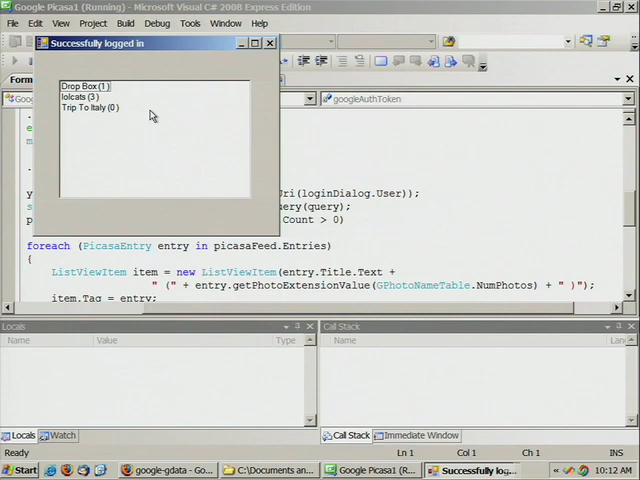 Google Picasa1 (Running) - Microsoft Visual C# 2008 Express Edition
File Edit View Project Build Debug Tools Window Help
Successfully logged in
Drop Box (1 )
lolcats (3 )
Trip To Italy (0 )
Form
Goog
googleAuthToken
Uri(loginDialog.User));
uery(query);
.Count > 0)
foreach (PicasaEntry entry in picasaFeed.Entries)
{
ListViewItem item = new ListViewItem(entry.Title.Text +
" (" + entry.getPhotoExtensionValue(GPhotoNameTable.NumPhotos) + " )");
item.Tag = entry;
Locals
Call Stack
Name Value Type
Name
Locals Watch
Call Stack Immediate Window
Ready Ln 1 Col 1 Ch 1 INS
Start google-gdata - Go... C:\Documents an... Google Picasa1 (R... Successfully log... 10:12 AM